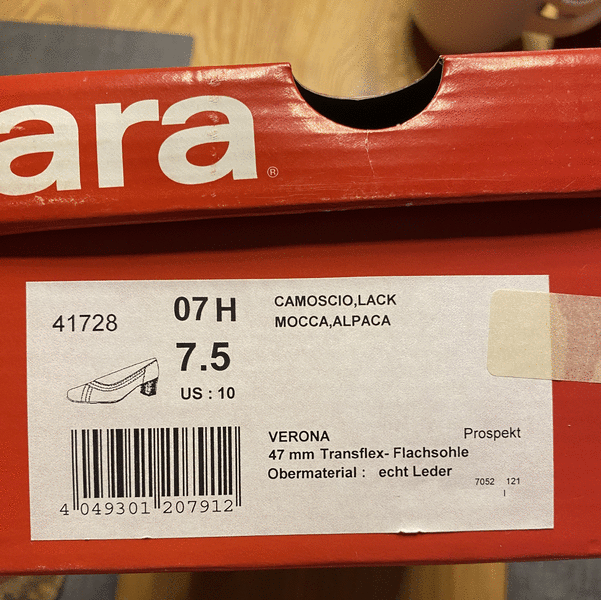 ara®
41728
07 H
7.5
US : 10
CAMOSCIO,LACK
MOCCA,ALPACA
VERONA
Prospekt
47 mm Transflex- Flachsohle
Obermaterial : echt Leder
7052 121
I
4 049301 207912